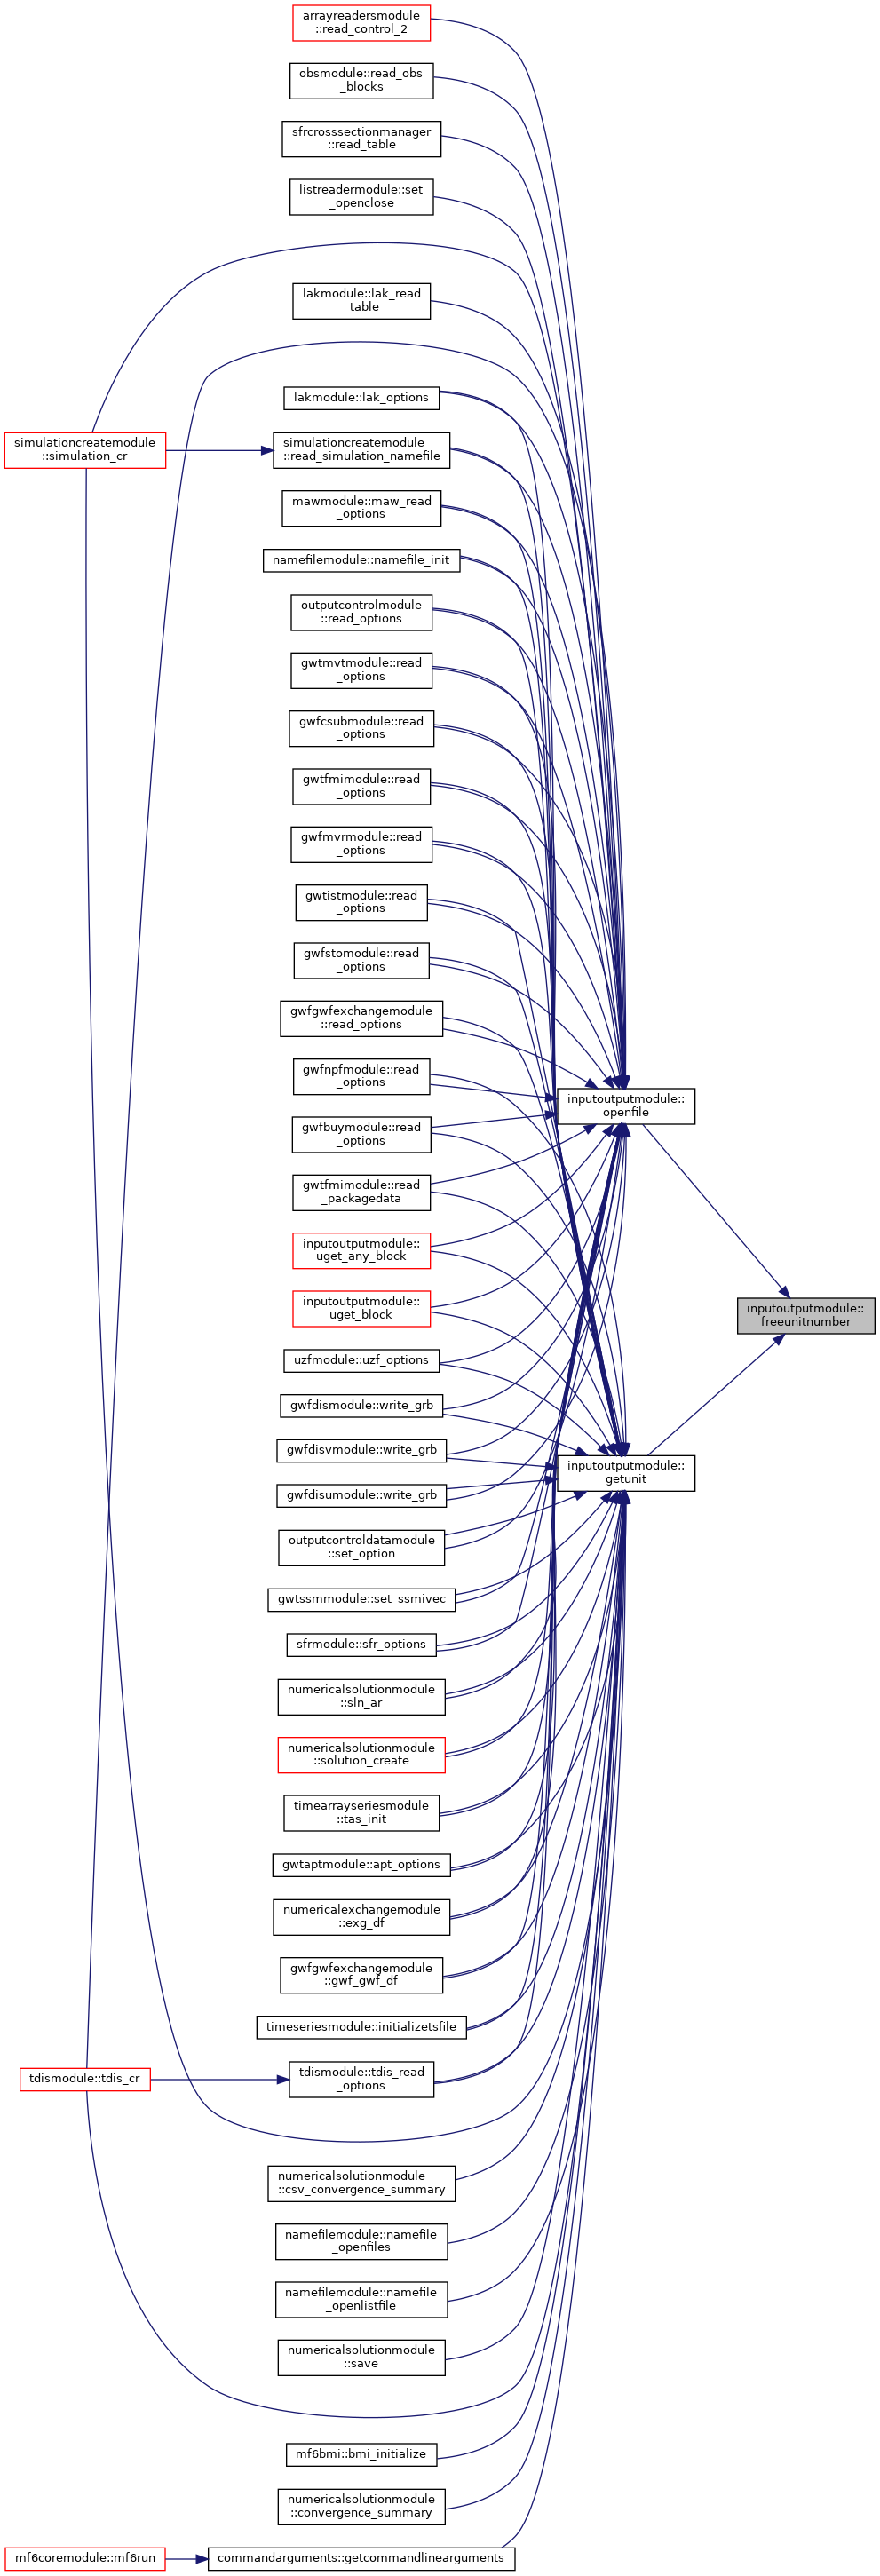 arrayreadersmodule
::read_control_2
obsmodule::read_obs
_blocks
sfrcrosssectionmanager
::read_table
listreadermodule::set
_openclose
lakmodule::lak_read
_table
lakmodule::lak_options
simulationcreatemodule
::simulation_cr
simulationcreatemodule
::read_simulation_namefile
mawmodule::maw_read
_options
namefilemodule::namefile_init
outputcontrolmodule
::read_options
gwtmvtmodule::read
_options
gwfcsubmodule::read
_options
gwtfmimodule::read
_options
gwfmvrmodule::read
_options
gwtistmodule::read
_options
gwfstomodule::read
_options
gwfgwfexchangemodule
::read_options
gwfnpfmodule::read
_options
inputoutputmodule::
openfile
gwfbuymodule::read
_options
gwtfmimodule::read
_packagedata
inputoutputmodule::
uget_any_block
inputoutputmodule::
uget_block
inputoutputmodule::
freeunitnumber
uzfmodule::uzf_options
gwfdismodule::write_grb
gwfdisvmodule::write_grb
inputoutputmodule::
getunit
gwfdisumodule::write_grb
outputcontroldatamodule
::set_option
gwtssmmodule::set_ssmivec
sfrmodule::sfr_options
numericalsolutionmodule
::sln_ar
numericalsolutionmodule
::solution_create
timearrayseriesmodule
::tas_init
gwtaptmodule::apt_options
numericalexchangemodule
::exg_df
gwfgwfexchangemodule
::gwf_gwf_df
timeseriesmodule::initializetsfile
tdismodule::tdis_cr
tdismodule::tdis_read
_options
numericalsolutionmodule
::csv_convergence_summary
namefilemodule::namefile
_openfiles
namefilemodule::namefile
_openlistfile
numericalsolutionmodule
::save
mf6bmi::bmi_initialize
numericalsolutionmodule
::convergence_summary
mf6coremodule::mf6run
commandarguments::getcommandlinearguments